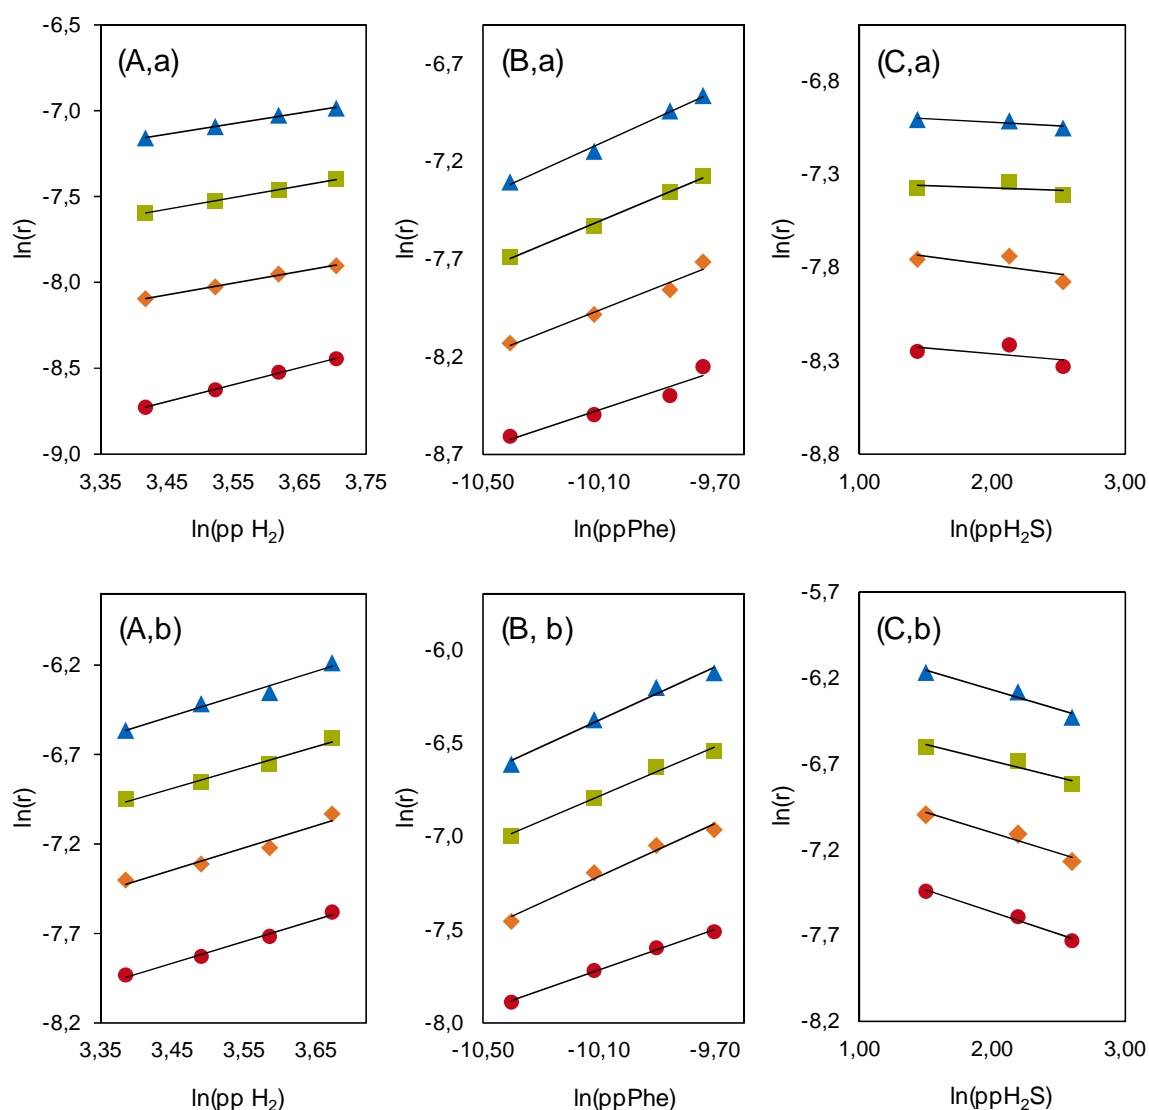 (A,a)
-6,5
-7,0
-7,5
-8,0
-8,5
-9,0
ln(r)
3,35
3,45
3,55
3,65
3,75
ln(pp H₂)
(B,a)
-6,7
-7,2
-7,7
-8,2
-8,7
ln(r)
-10,50
-10,10
-9,70
ln(ppPhe)
(C,a)
-6,8
-7,3
-7,8
-8,3
-8,8
ln(r)
1,00
2,00
3,00
ln(ppH₂S)
(A,b)
-6,2
-6,7
-7,2
-7,7
-8,2
ln(r)
3,35
3,45
3,55
3,65
ln(pp H₂)
(B, b)
-6,0
-6,5
-7,0
-7,5
-8,0
ln(r)
-10,50
-10,10
-9,70
ln(ppPhe)
(C,b)
-5,7
-6,2
-6,7
-7,2
-7,7
-8,2
ln(r)
1,00
2,00
3,00
ln(ppH₂S)